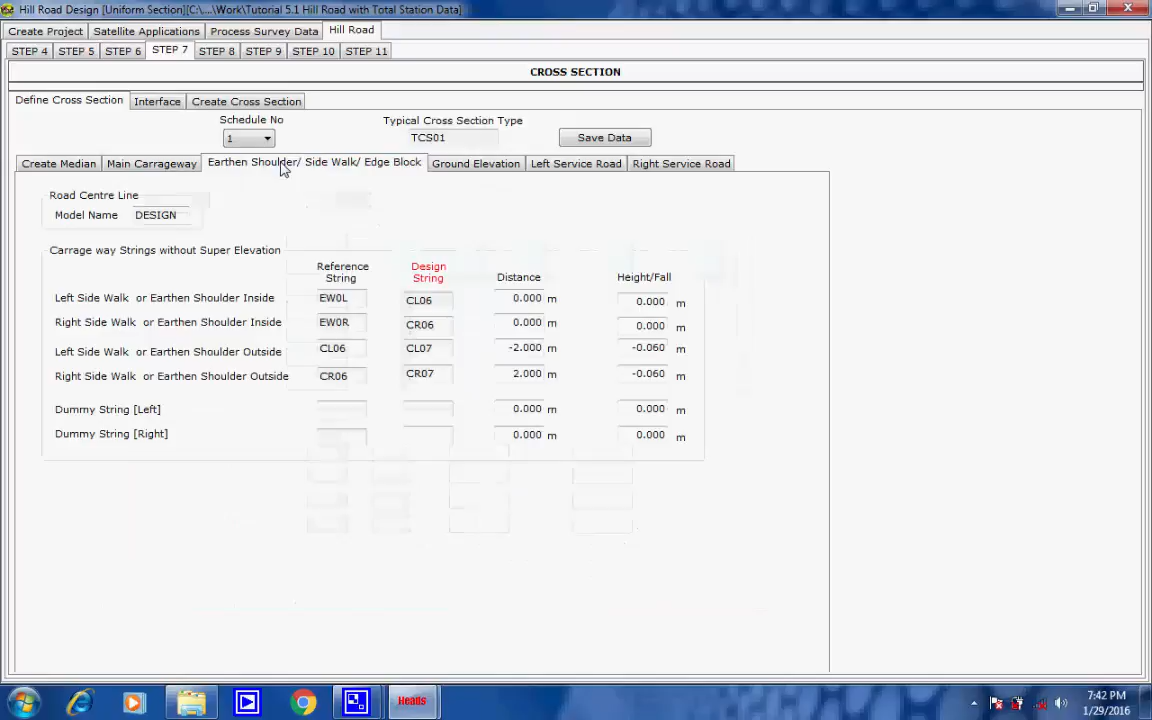 Hill Road Design [Uniform Section][C:\...\Work\Tutorial 5.1 Hill Road with Total Station Data]
Create Project Satellite Applications Process Survey Data Hill Road
STEP 4 STEP 5 STEP 6 STEP 7 STEP 8 STEP 9 STEP 10 STEP 11
CROSS SECTION
Define Cross Section Interface Create Cross Section
Schedule No Typical Cross Section Type
1 TCS01 Save Data
Create Median Main Carrageway Earthen Shoulder/ Side Walk/ Edge Block Ground Elevation Left Service Road Right Service Road
Road Centre Line
Model Name DESIGN
Carrage way Strings without Super Elevation
Reference String Design String Distance Height/Fall
Left Side Walk or Earthen Shoulder Inside EW0L CL06 0.000 m 0.000 m
Right Side Walk or Earthen Shoulder Inside EW0R CR06 0.000 m 0.000 m
Left Side Walk or Earthen Shoulder Outside CL06 CL07 -2.000 m -0.060 m
Right Side Walk or Earthen Shoulder Outside CR06 CR07 2.000 m -0.060 m
Dummy String [Left] 0.000 m 0.000 m
Dummy String [Right] 0.000 m 0.000 m
Heads
7:42 PM
1/29/2016